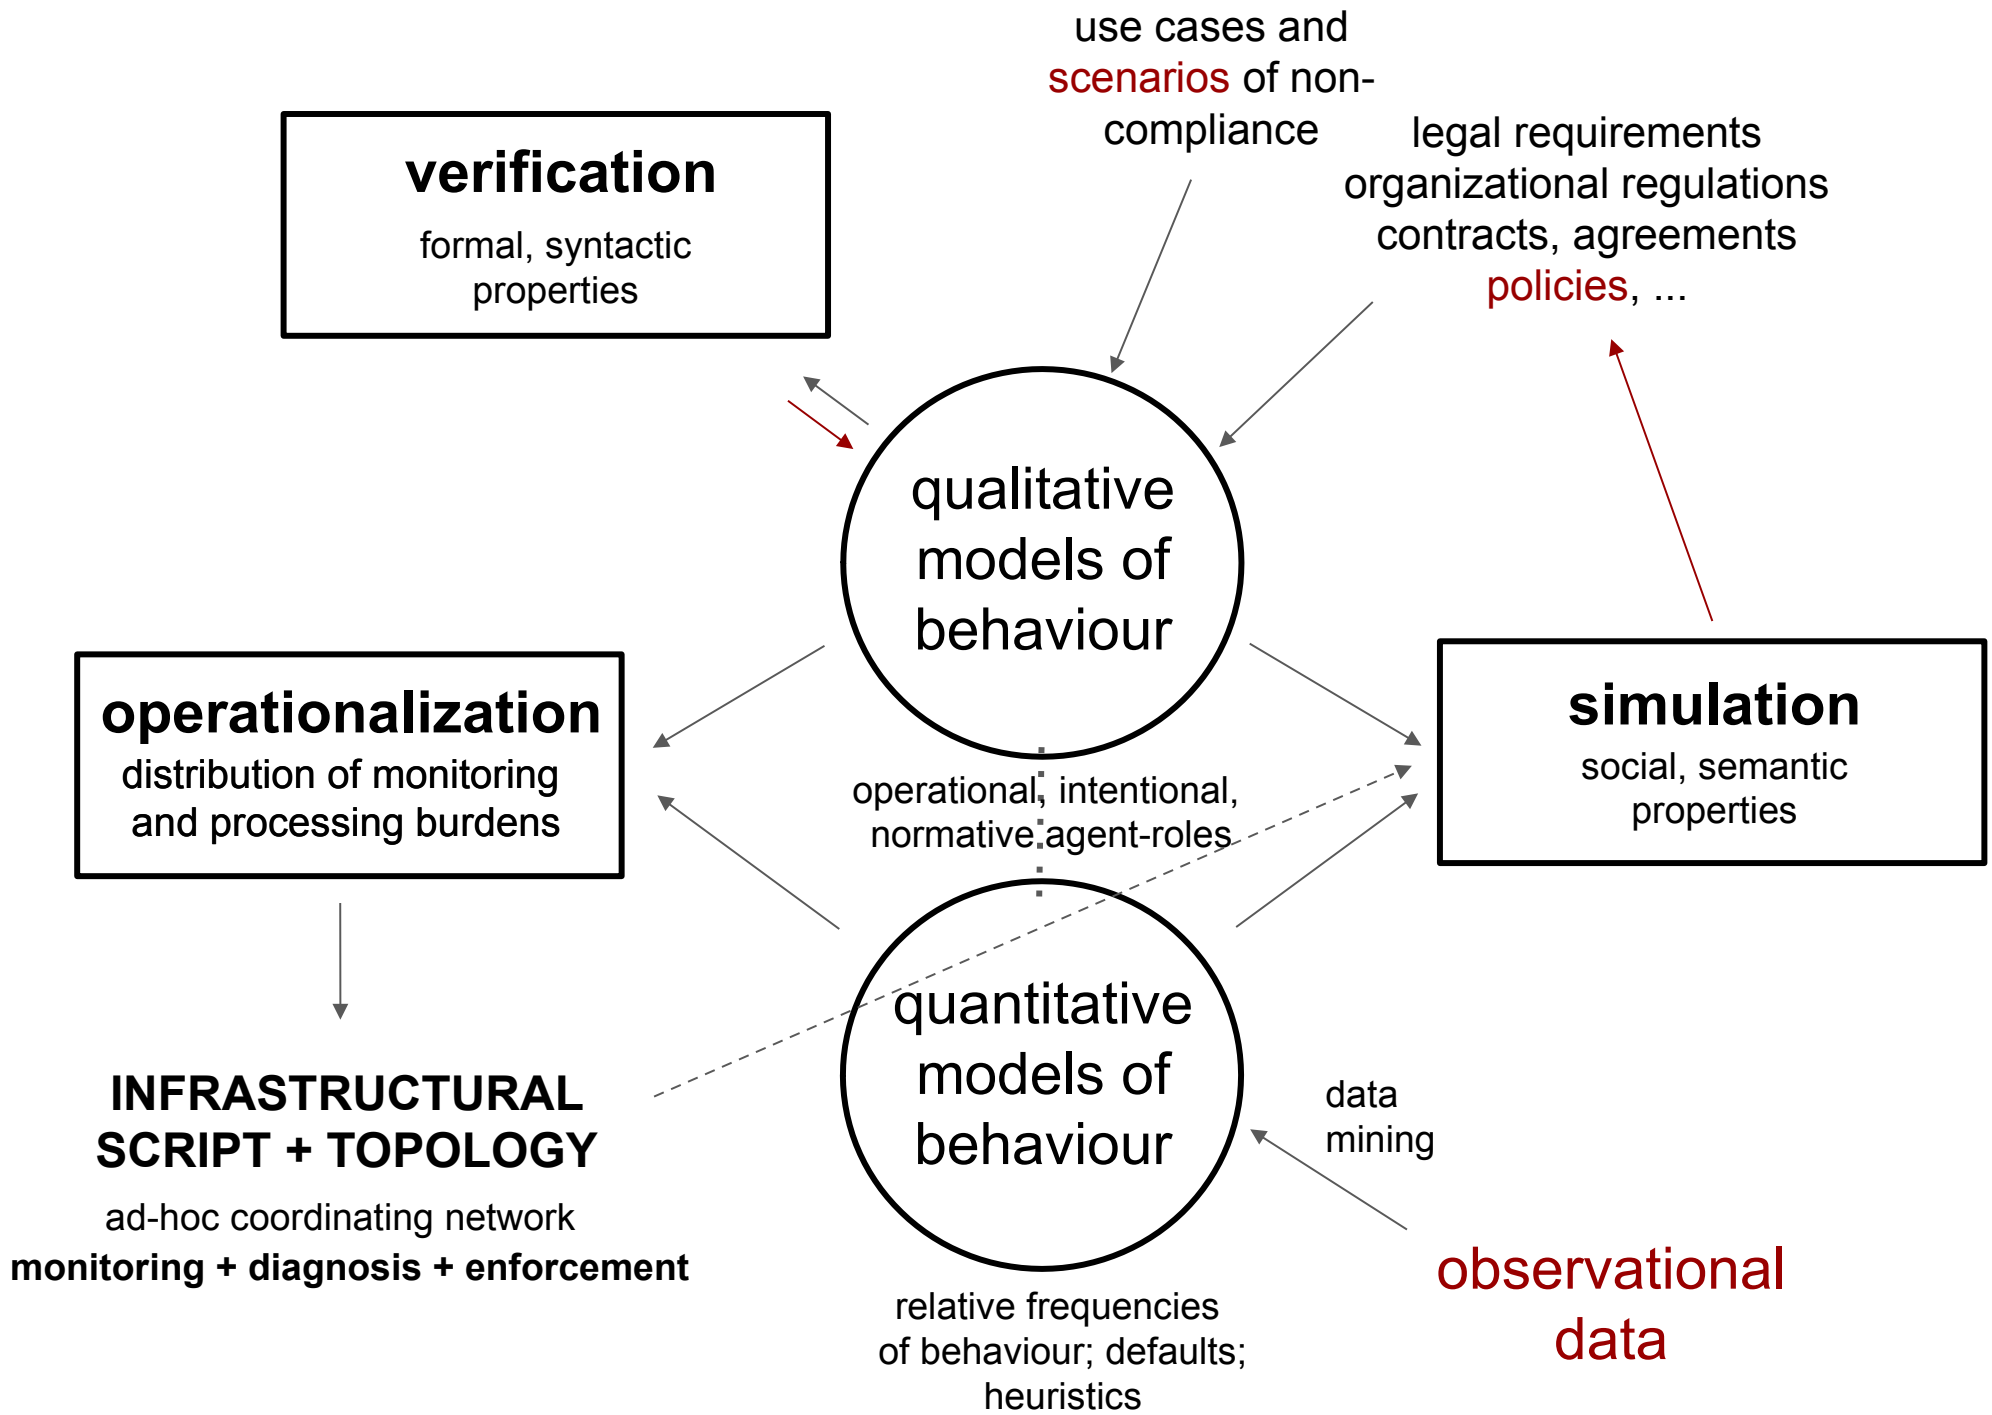 use cases and
scenarios of non-
compliance
legal requirements
organizational regulations
contracts, agreements
policies, ...
verification
formal, syntactic
properties
qualitative
models of
behaviour
operationalization
distribution of monitoring
and processing burdens
simulation
social, semantic
properties
operational, intentional,
normative agent-roles
quantitative
models of
behaviour
INFRASTRUCTURAL
SCRIPT + TOPOLOGY
ad-hoc coordinating network
monitoring + diagnosis + enforcement
data
mining
observational
data
relative frequencies
of behaviour; defaults;
heuristics